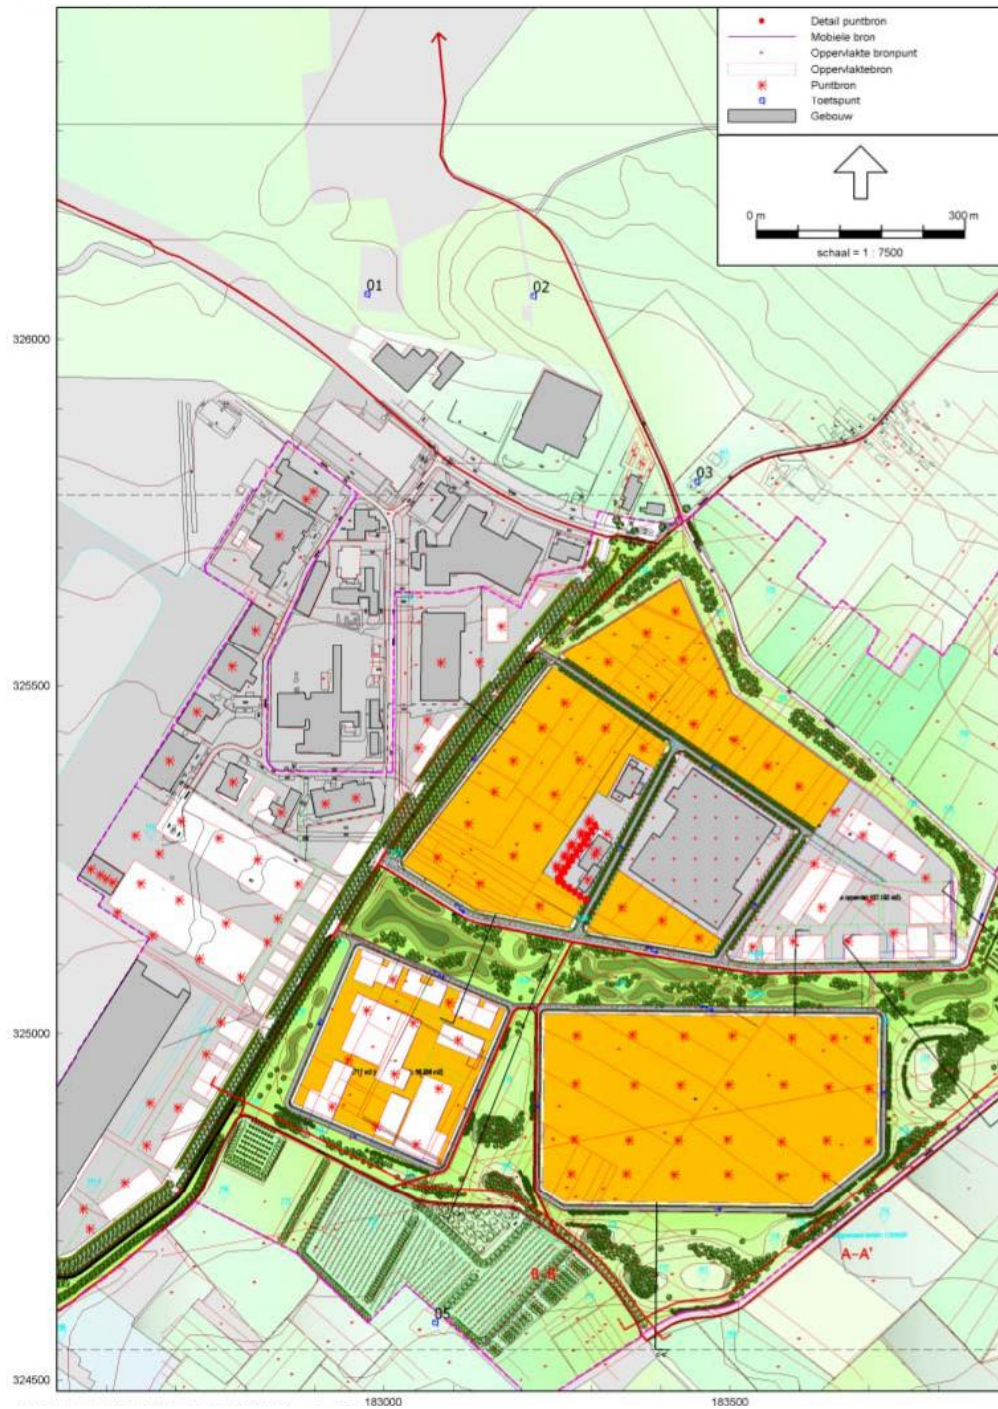 Detail puntbron
Mobiele bron
Oppervlakte bronpunt
Oppervlaktebron
Puntbron
Toetspunt
Gebouw
0 m 300 m
schaal = 1 : 7500
01
02
326000
03
325500
325000
A-A'
B-B'
05
324500
183000 183500